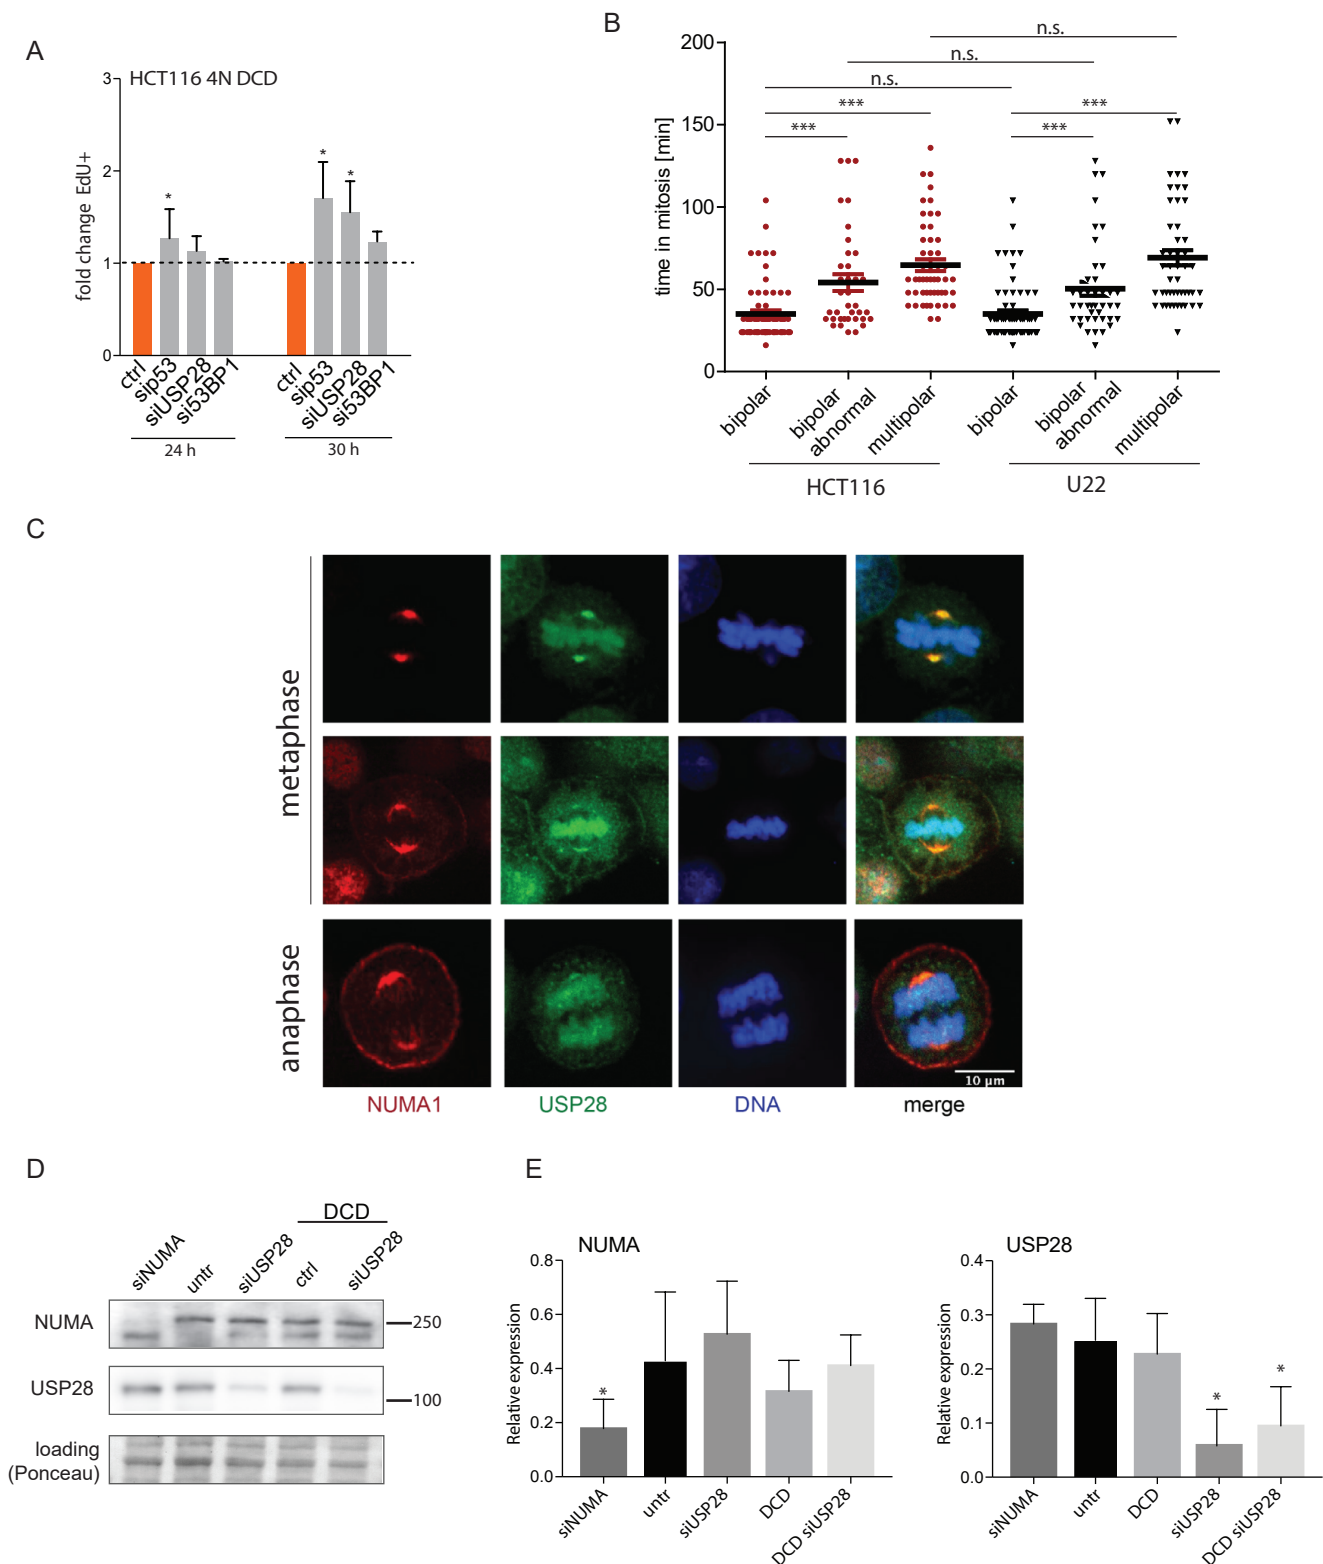 A
HCT116 4N DCD
fold change EdU+
3
2
1
0
*
*
*
ctrl
sip53
siUSP28
si53BP1
24 h
ctrl
sip53
siUSP28
si53BP1
30 h
B
time in mitosis [min]
200
150
100
50
0
n.s.
n.s.
n.s.
***
***
***
***
bipolar
bipolar
abnormal
multipolar
bipolar
bipolar
abnormal
multipolar
HCT116
U22
C
metaphase
anaphase
10 µm
NUMA1
USP28
DNA
merge
D
DCD
siNUMA
untr
siUSP28
ctrl
siUSP28
NUMA
250
USP28
100
loading
(Ponceau)
E
NUMA
Relative expression
0.8
0.6
0.4
0.2
0.0
*
siNUMA
untr
siUSP28
DCD
DCD siUSP28
USP28
Relative expression
0.4
0.3
0.2
0.1
0.0
*
*
siNUMA
untr
DCD
siUSP28
DCD siUSP28